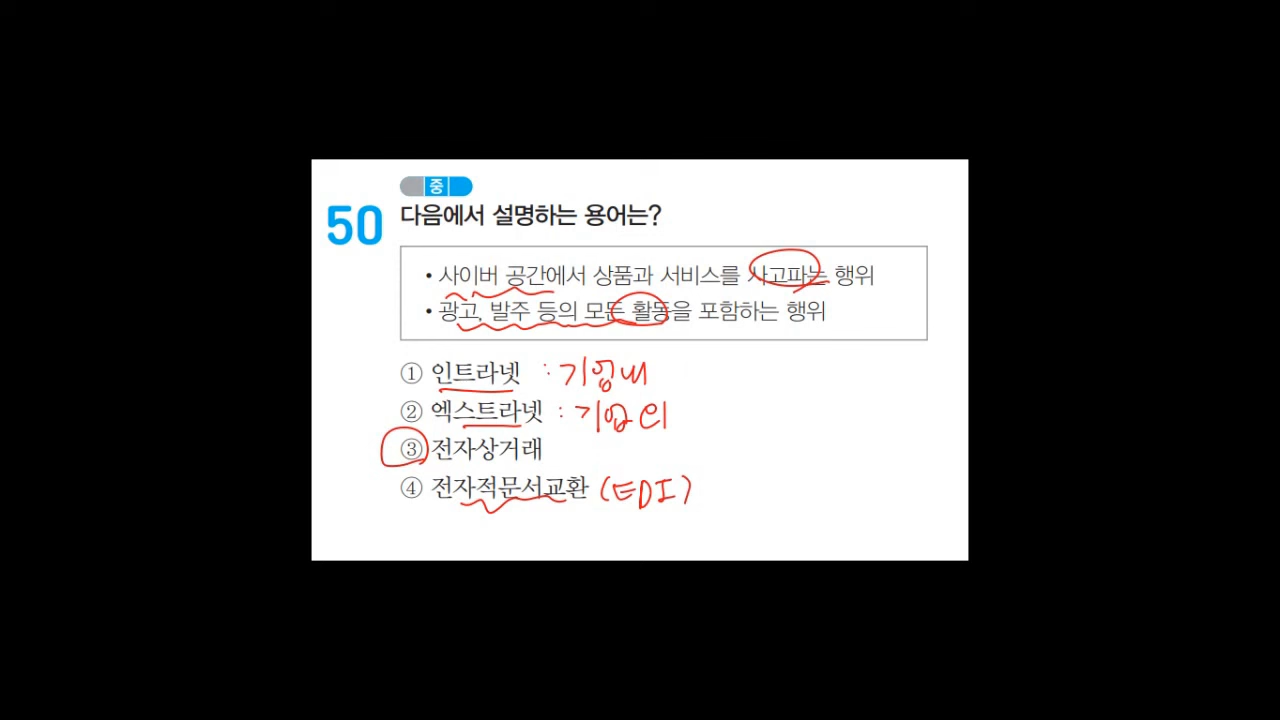 중
50 다음에서 설명하는 용어는?
• 사이버 공간에서 상품과 서비스를 사고파는 행위
• 광고, 발주 등의 모든 활동을 포함하는 행위
① 인트라넷 : 기업내
② 엑스트라넷 : 기업외
③ 전자상거래
④ 전자적문서교환 (EDI)